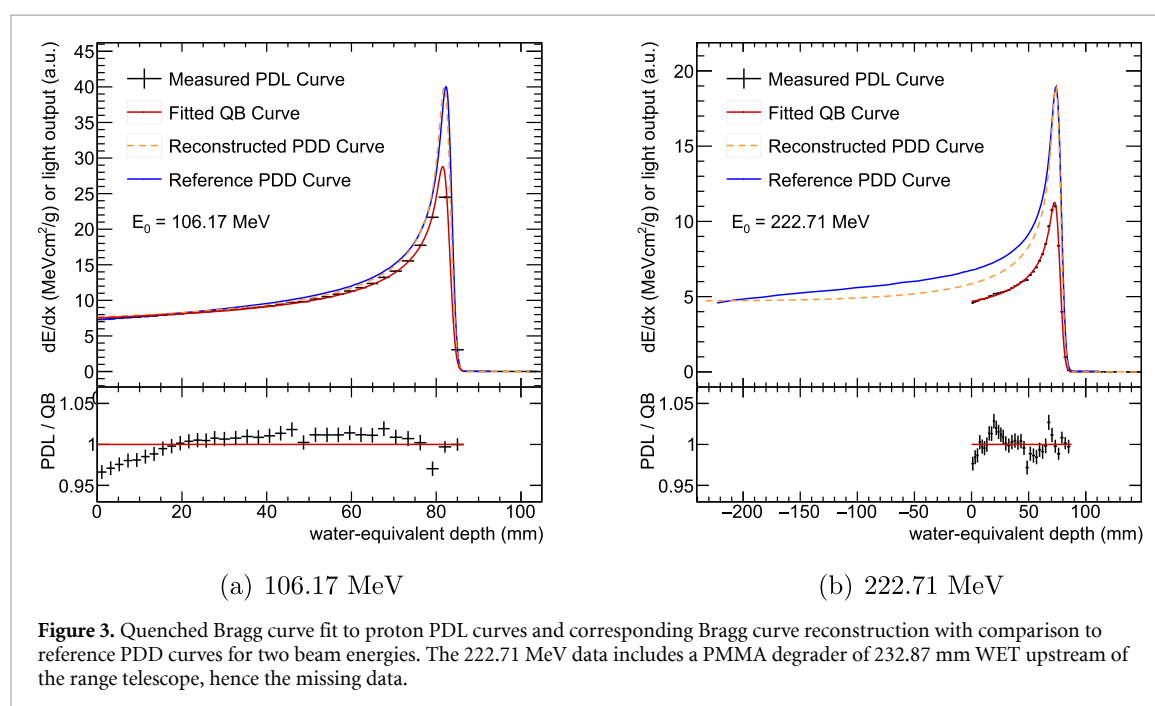 45
40
35
30
25
20
15
10
5
0
dE/dx (MeVcm²/g) or light output (a.u.)
Measured PDL Curve
Fitted QB Curve
Reconstructed PDD Curve
Reference PDD Curve
E₀ = 106.17 MeV
1.05
1
0.95
PDL / QB
0 20 40 60 80 100
water-equivalent depth (mm)
(a) 106.17 MeV
20
15
10
5
0
dE/dx (MeVcm²/g) or light output (a.u.)
Measured PDL Curve
Fitted QB Curve
Reconstructed PDD Curve
Reference PDD Curve
E₀ = 222.71 MeV
1.05
1
0.95
PDL / QB
−200 −150 −100 −50 0 50 100
water-equivalent depth (mm)
(b) 222.71 MeV
Figure 3. Quenched Bragg curve fit to proton PDL curves and corresponding Bragg curve reconstruction with comparison to
reference PDD curves for two beam energies. The 222.71 MeV data includes a PMMA degrader of 232.87 mm WET upstream of
the range telescope, hence the missing data.